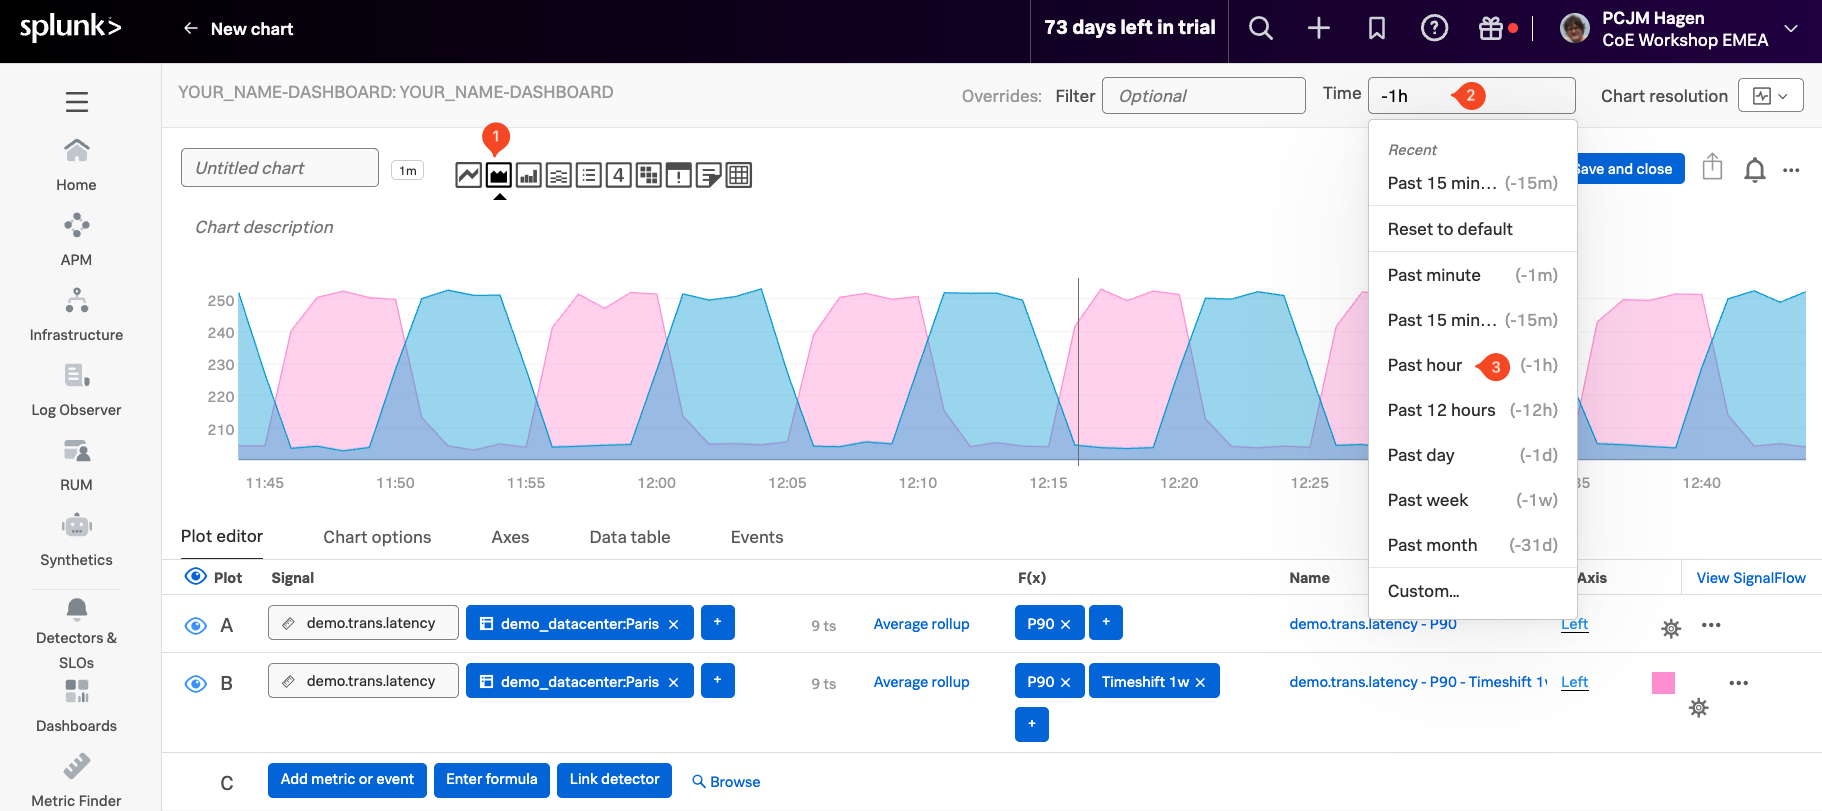 splunk>
← New chart
73 days left in trial
PCJM Hagen
CoE Workshop EMEA
YOUR_NAME-DASHBOARD: YOUR_NAME-DASHBOARD
Overrides: Filter Optional Time -1h 2 Chart resolution
1
Untitled chart 1m 4
Save and close
Chart description
Recent
Past 15 min... (-15m)
Reset to default
Past minute (-1m)
Past 15 min... (-15m)
Past hour 3 (-1h)
Past 12 hours (-12h)
Past day (-1d)
Past week (-1w)
Past month (-31d)
Custom...
Home
APM
Infrastructure
Log Observer
RUM
Synthetics
Detectors &
SLOs
Dashboards
Metric Finder
250
240
230
220
210
11:45 11:50 11:55 12:00 12:05 12:10 12:15 12:20 12:25 35 12:40
Plot editor Chart options Axes Data table Events
Plot Signal F(x) Name Axis View SignalFlow
A demo.trans.latency demo_datacenter:Paris × + 9 ts Average rollup P90 × + demo.trans.latency - P90 Left
B demo.trans.latency demo_datacenter:Paris × + 9 ts Average rollup P90 × Timeshift 1w × demo.trans.latency - P90 - Timeshift 1 Left
+
C Add metric or event Enter formula Link detector Browse